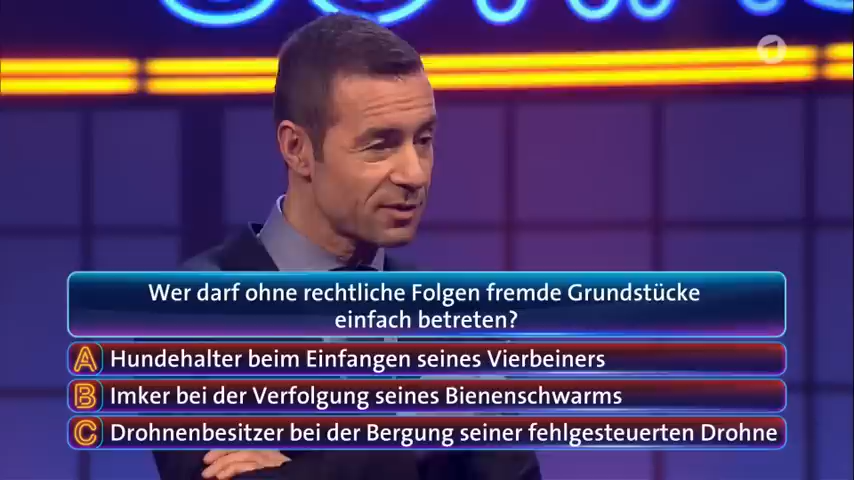 Wer darf ohne rechtliche Folgen fremde Grundstücke
einfach betreten?
A Hundehalter beim Einfangen seines Vierbeiners
B Imker bei der Verfolgung seines Bienenschwarms
C Drohnenbesitzer bei der Bergung seiner fehlgesteuerten Drohne